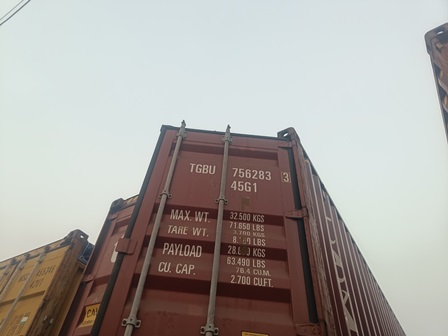 TGBU 756283 3
45G1
MAX. WT. 32.500 KGS
71.650 LBS
TARE WT. 3.700 KGS
LBS
PAYLOAD KGS
63.490 LBS
CU. CAP. 76.4 CU.M.
2.700 CU.FT.